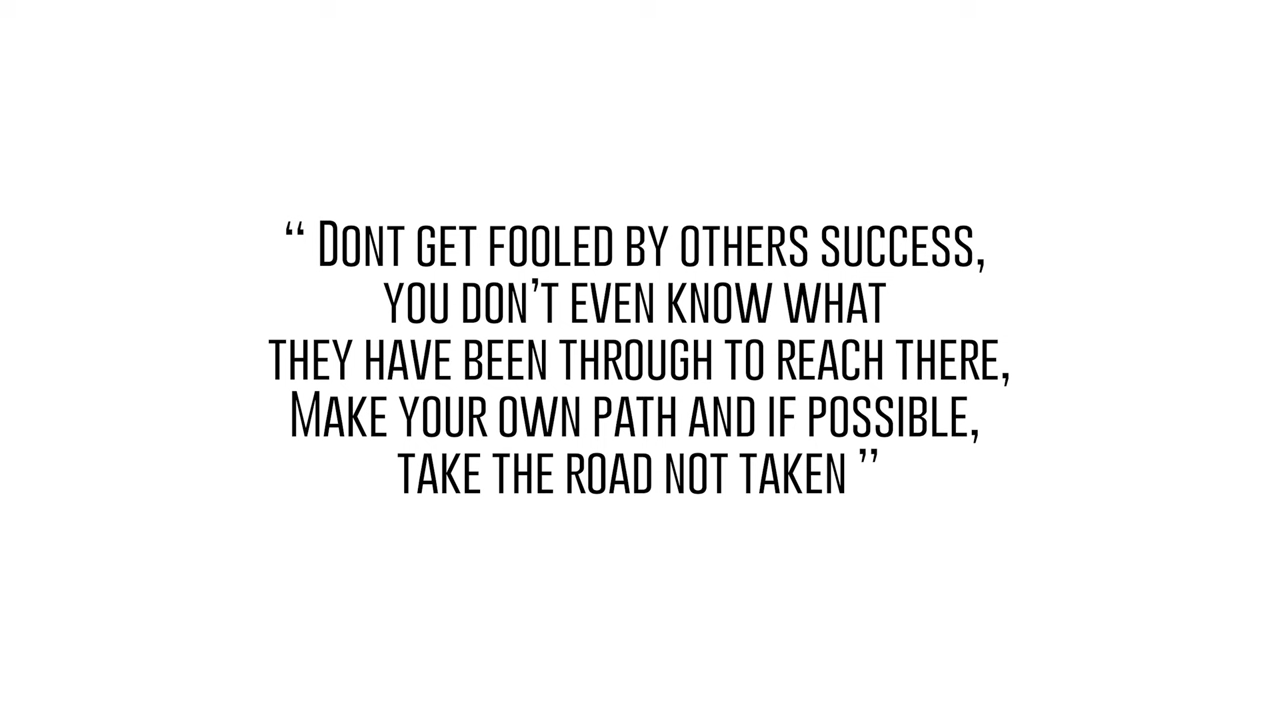 “ Dont get fooled by others success,
you don’t even know what
they have been through to reach there,
Make your own path and if possible,
take the road not taken ”